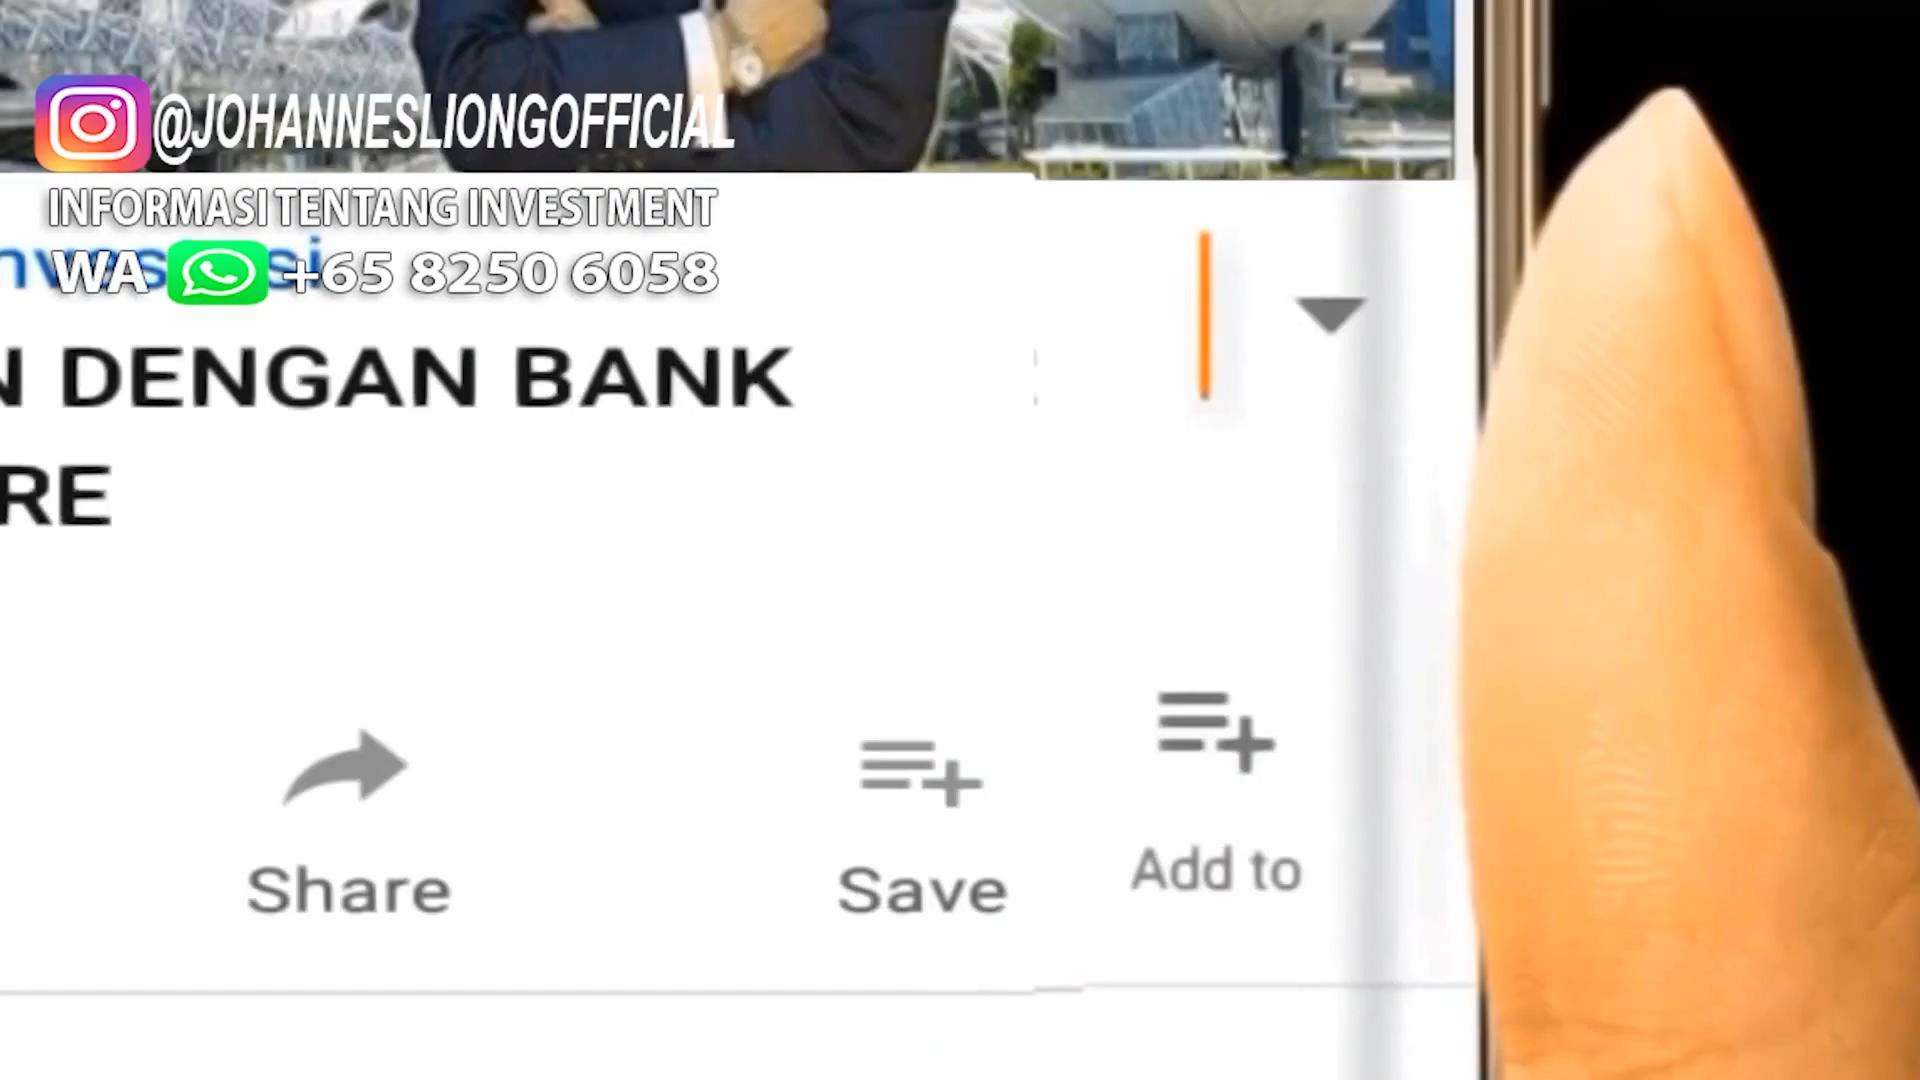 @JOHANNESLIONGOFFICIAL
INFORMASI TENTANG INVESTMENT
WA +65 8250 6058
N DENGAN BANK
RE
Share
Save
Add to